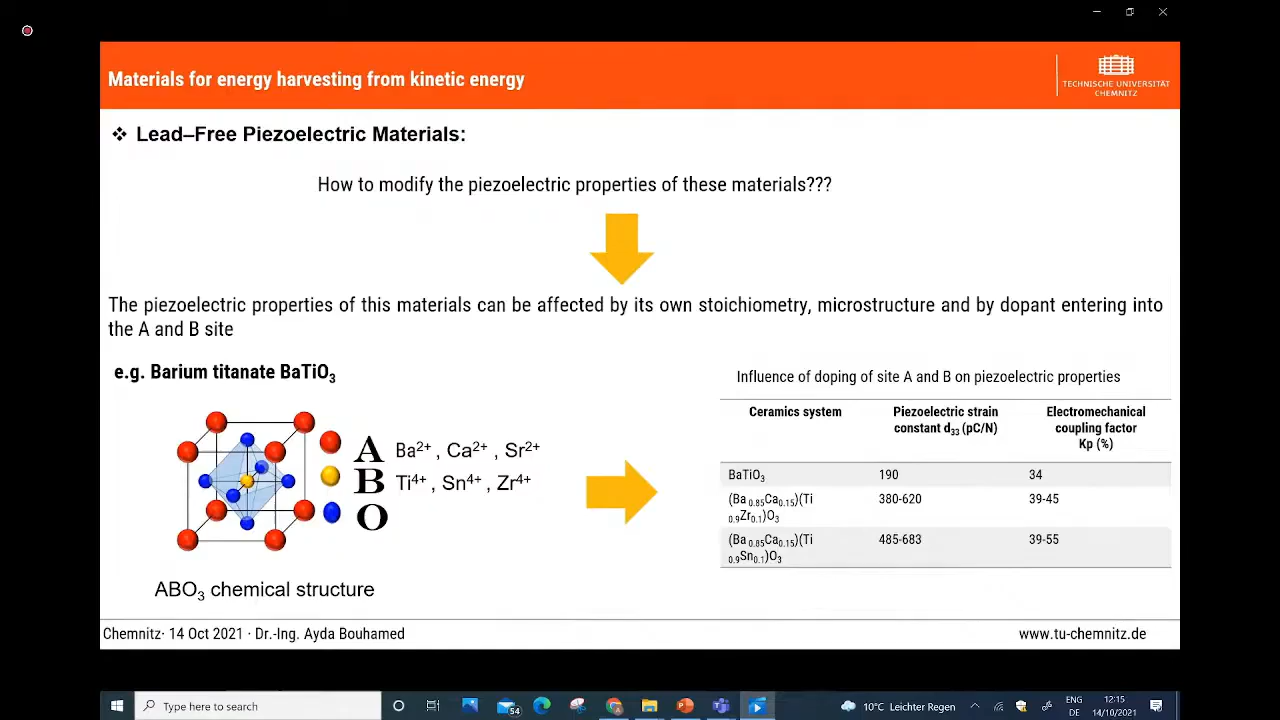 Materials for energy harvesting from kinetic energy
TECHNISCHE UNIVERSITÄT
CHEMNITZ
❖ Lead–Free Piezoelectric Materials:
How to modify the piezoelectric properties of these materials???
The piezoelectric properties of this materials can be affected by its own stoichiometry, microstructure and by dopant entering into
the A and B site
e.g. Barium titanate BaTiO₃
A Ba²⁺ , Ca²⁺ , Sr²⁺
B Ti⁴⁺ , Sn⁴⁺ , Zr⁴⁺
O
ABO₃ chemical structure
Influence of doping of site A and B on piezoelectric properties
Ceramics system Piezoelectric strain constant d₃₃ (pC/N) Electromechanical coupling factor Kp (%)
BaTiO₃ 190 34
(Ba ₀.₈₅Ca₀.₁₅)(Ti 380-620 39-45
₀.₉Zr₀.₁)O₃
(Ba ₀.₈₅Ca₀.₁₅)(Ti 485-683 39-55
₀.₉Sn₀.₁)O₃
Chemnitz· 14 Oct 2021 · Dr.-Ing. Ayda Bouhamed
www.tu-chemnitz.de
Type here to search
54
10°C Leichter Regen
ENG
DE
12:15
14/10/2021